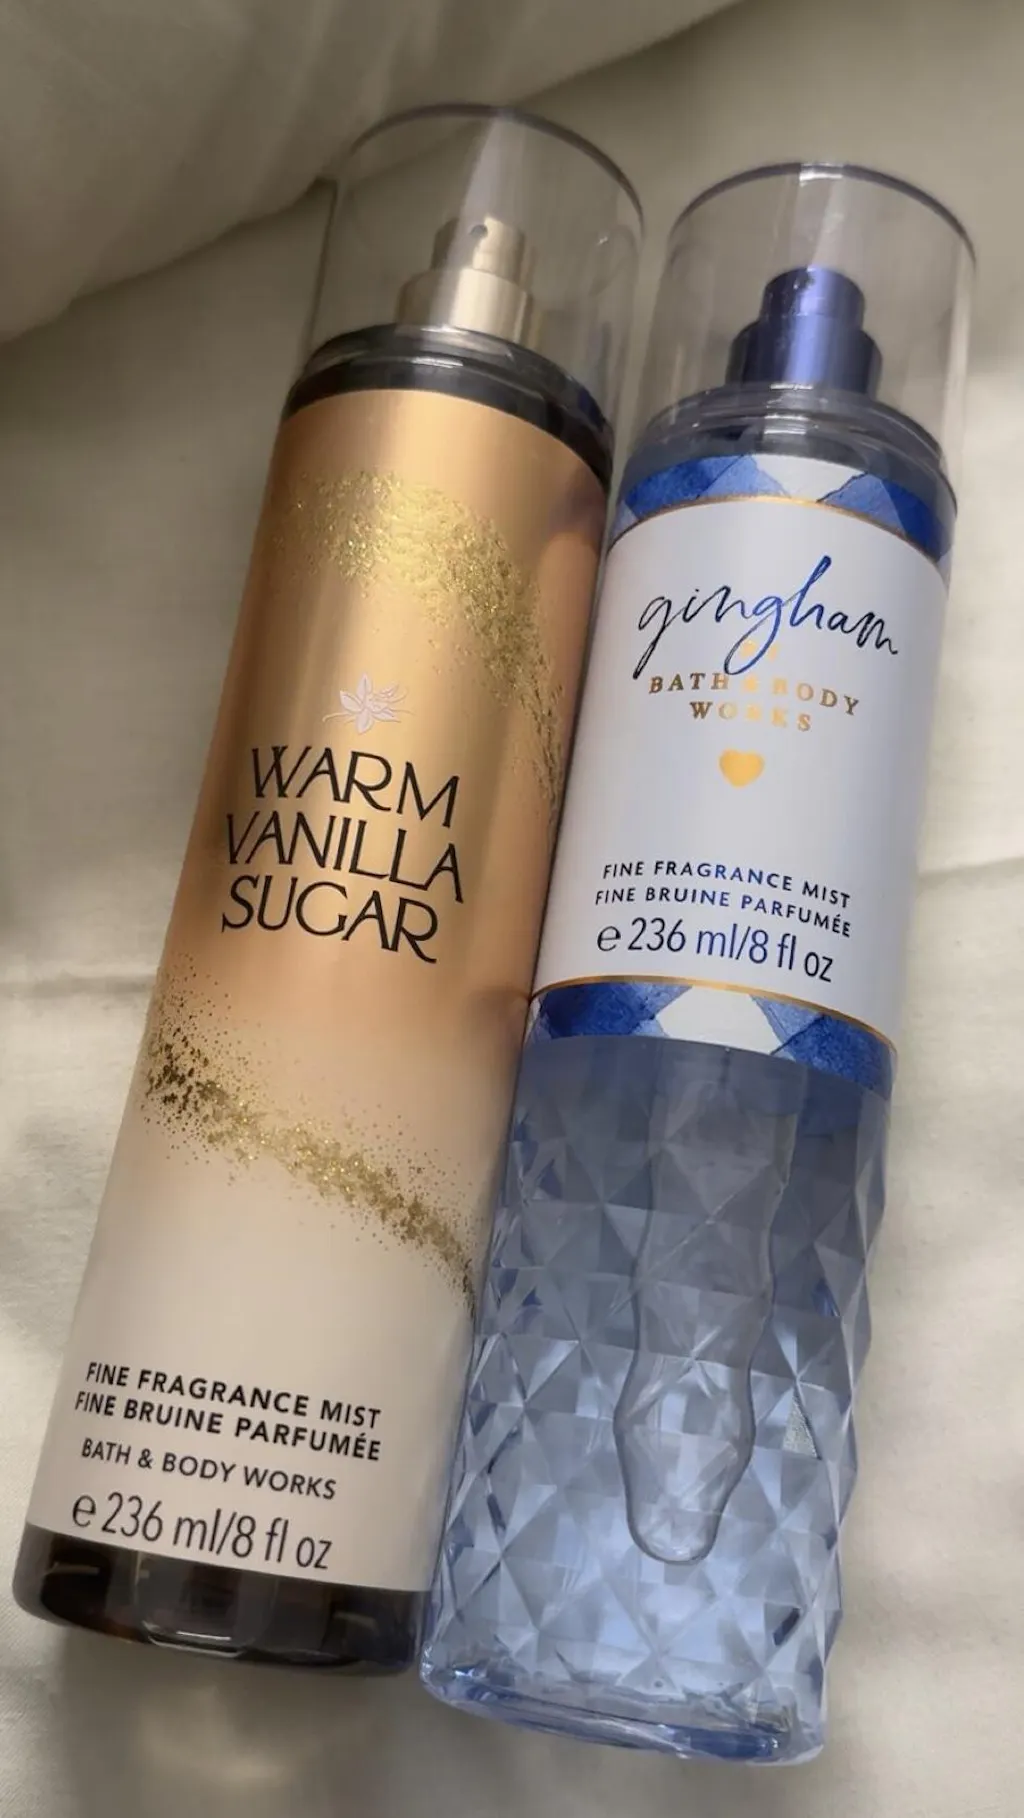 WARM
VANILLA
SUGAR
FINE FRAGRANCE MIST
FINE BRUINE PARFUMÉE
BATH & BODY WORKS
℮ 236 ml/8 fl oz
gingham
BATH & BODY
WORKS
FINE FRAGRANCE MIST
FINE BRUINE PARFUMÉE
℮ 236 ml/8 fl oz